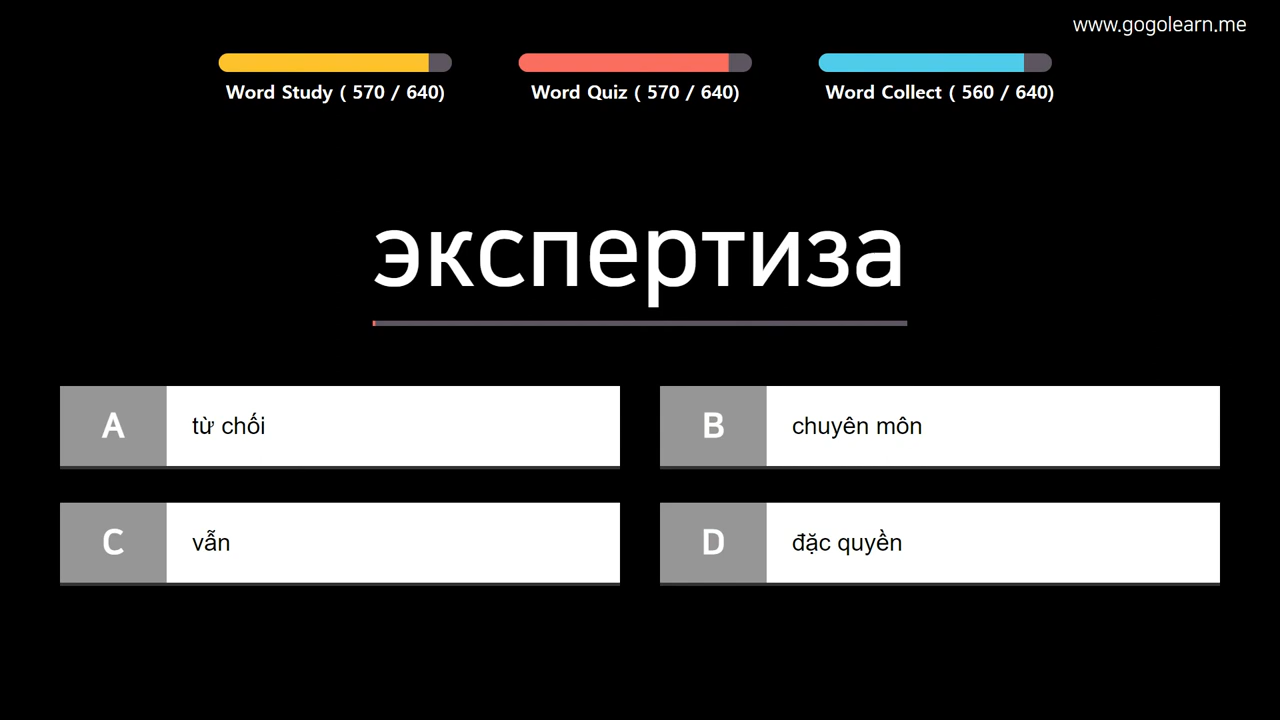 www.gogolearn.me
Word Study ( 570 / 640)
Word Quiz ( 570 / 640)
Word Collect ( 560 / 640)
экспертиза
A từ chối
B chuyên môn
C vẫn
D đặc quyền